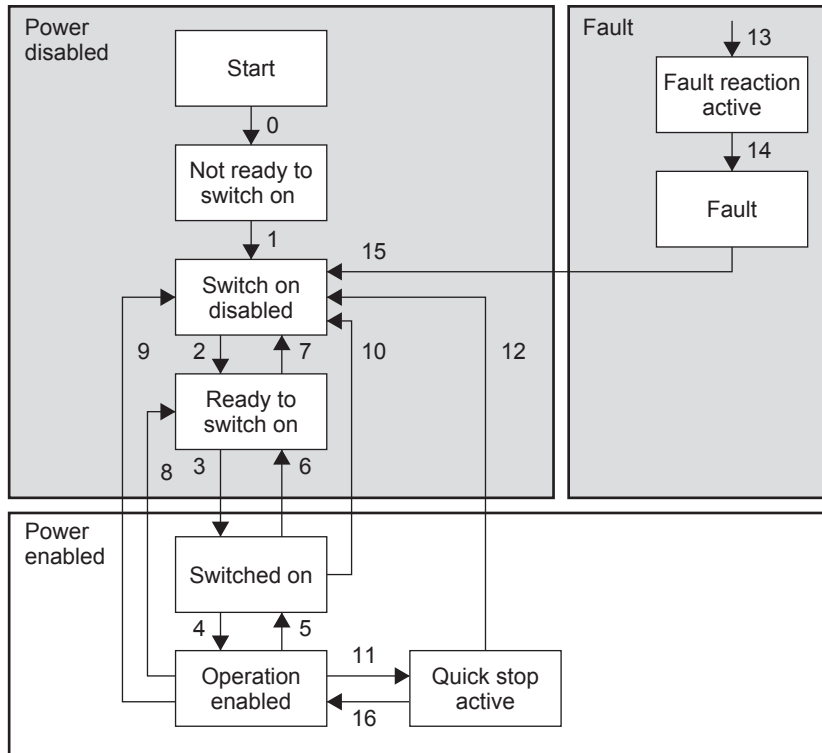 Power
disabled
Start
0
Not ready to
switch on
1
Switch on
disabled
9
2
7
10
12
15
Ready to
switch on
8
3
6
Fault
13
Fault reaction
active
14
Fault
Power
enabled
Switched on
4
5
Operation
enabled
11
16
Quick stop
active